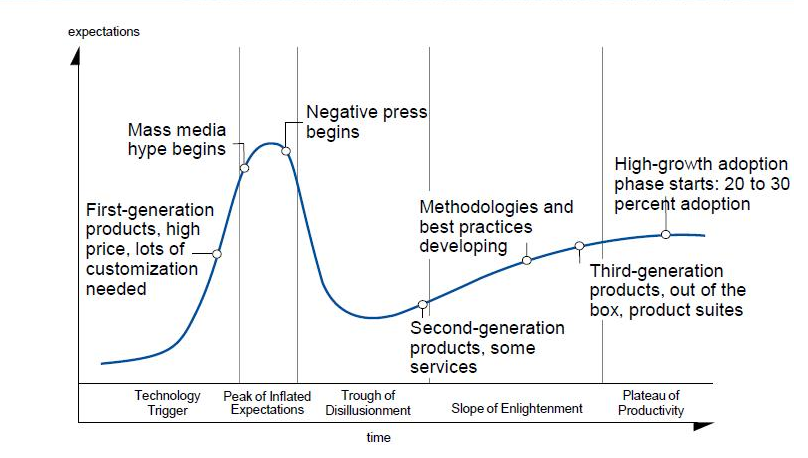 expectations
Negative press
begins
Mass media
hype begins
High-growth adoption
phase starts: 20 to 30
percent adoption
First-generation
products, high
price, lots of
customization
needed
Methodologies and
best practices
developing
Third-generation
products, out of the
box, product suites
Second-generation
products, some
services
Technology
Trigger
Peak of Inflated
Expectations
Trough of
Disillusionment
Slope of Enlightenment
Plateau of
Productivity
time